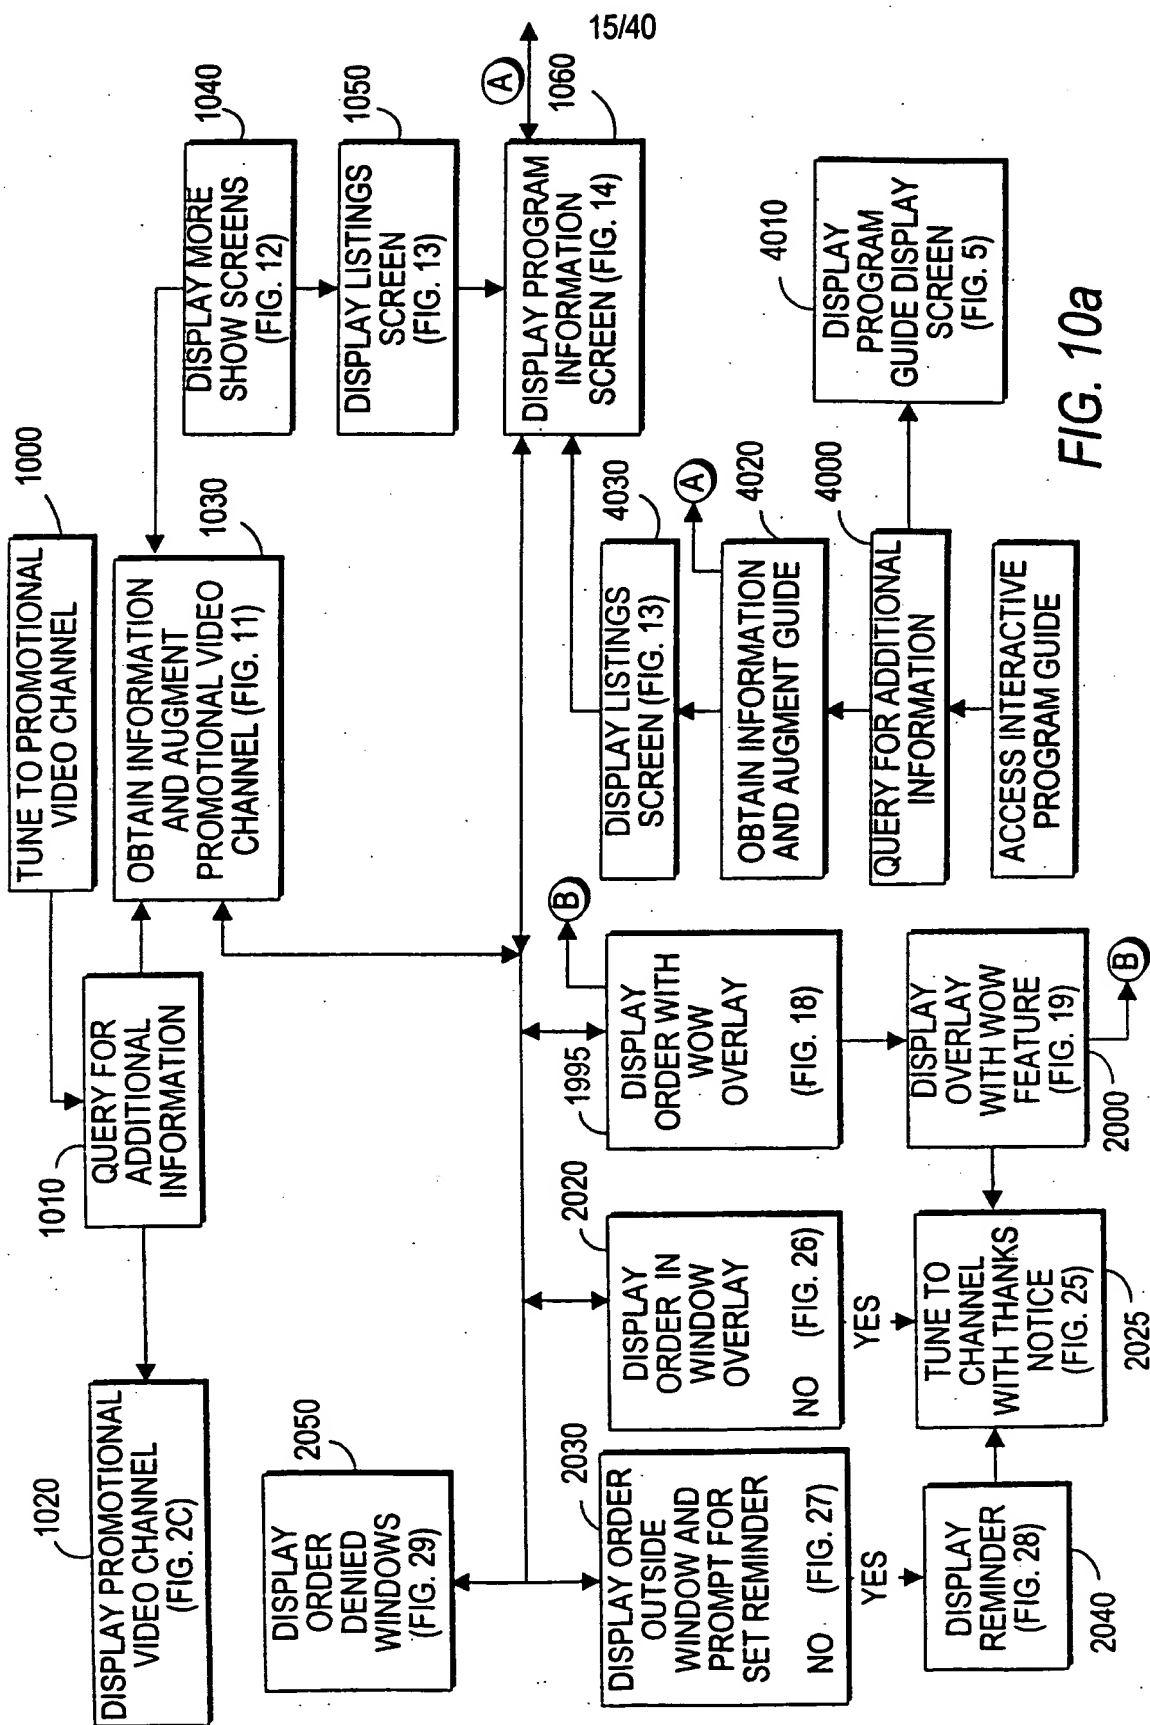 15/40
1000
TUNE TO PROMOTIONAL
VIDEO CHANNEL
1010
QUERY FOR
ADDITIONAL
INFORMATION
1020
DISPLAY PROMOTIONAL
VIDEO CHANNEL
(FIG. 2C)
1030
OBTAIN INFORMATION
AND AUGMENT
PROMOTIONAL VIDEO
CHANNEL (FIG. 11)
1040
DISPLAY MORE
SHOW SCREENS
(FIG. 12)
1050
DISPLAY LISTINGS
SCREEN
(FIG. 13)
A
1060
DISPLAY PROGRAM
INFORMATION
SCREEN (FIG. 14)
2050
DISPLAY
ORDER
DENIED
WINDOWS
(FIG. 29)
2030
DISPLAY ORDER
OUTSIDE
WINDOW AND
PROMPT FOR
SET REMINDER
NO (FIG. 27)
YES
DISPLAY
REMINDER
(FIG. 28)
2040
2020
DISPLAY
ORDER IN
WINDOW
OVERLAY
NO (FIG. 26)
YES
TUNE TO
CHANNEL
WITH THANKS
NOTICE
(FIG. 25)
2025
1995
DISPLAY
ORDER WITH
WOW
OVERLAY
(FIG. 18)
B
DISPLAY
OVERLAY
WITH WOW
FEATURE
(FIG. 19)
2000
B
4030
DISPLAY LISTINGS
SCREEN (FIG. 13)
A
4020
OBTAIN INFORMATION
AND AUGMENT GUIDE
4000
QUERY FOR ADDITIONAL
INFORMATION
ACCESS INTERACTIVE
PROGRAM GUIDE
4010
DISPLAY
PROGRAM
GUIDE DISPLAY
SCREEN
(FIG. 5)
FIG. 10a